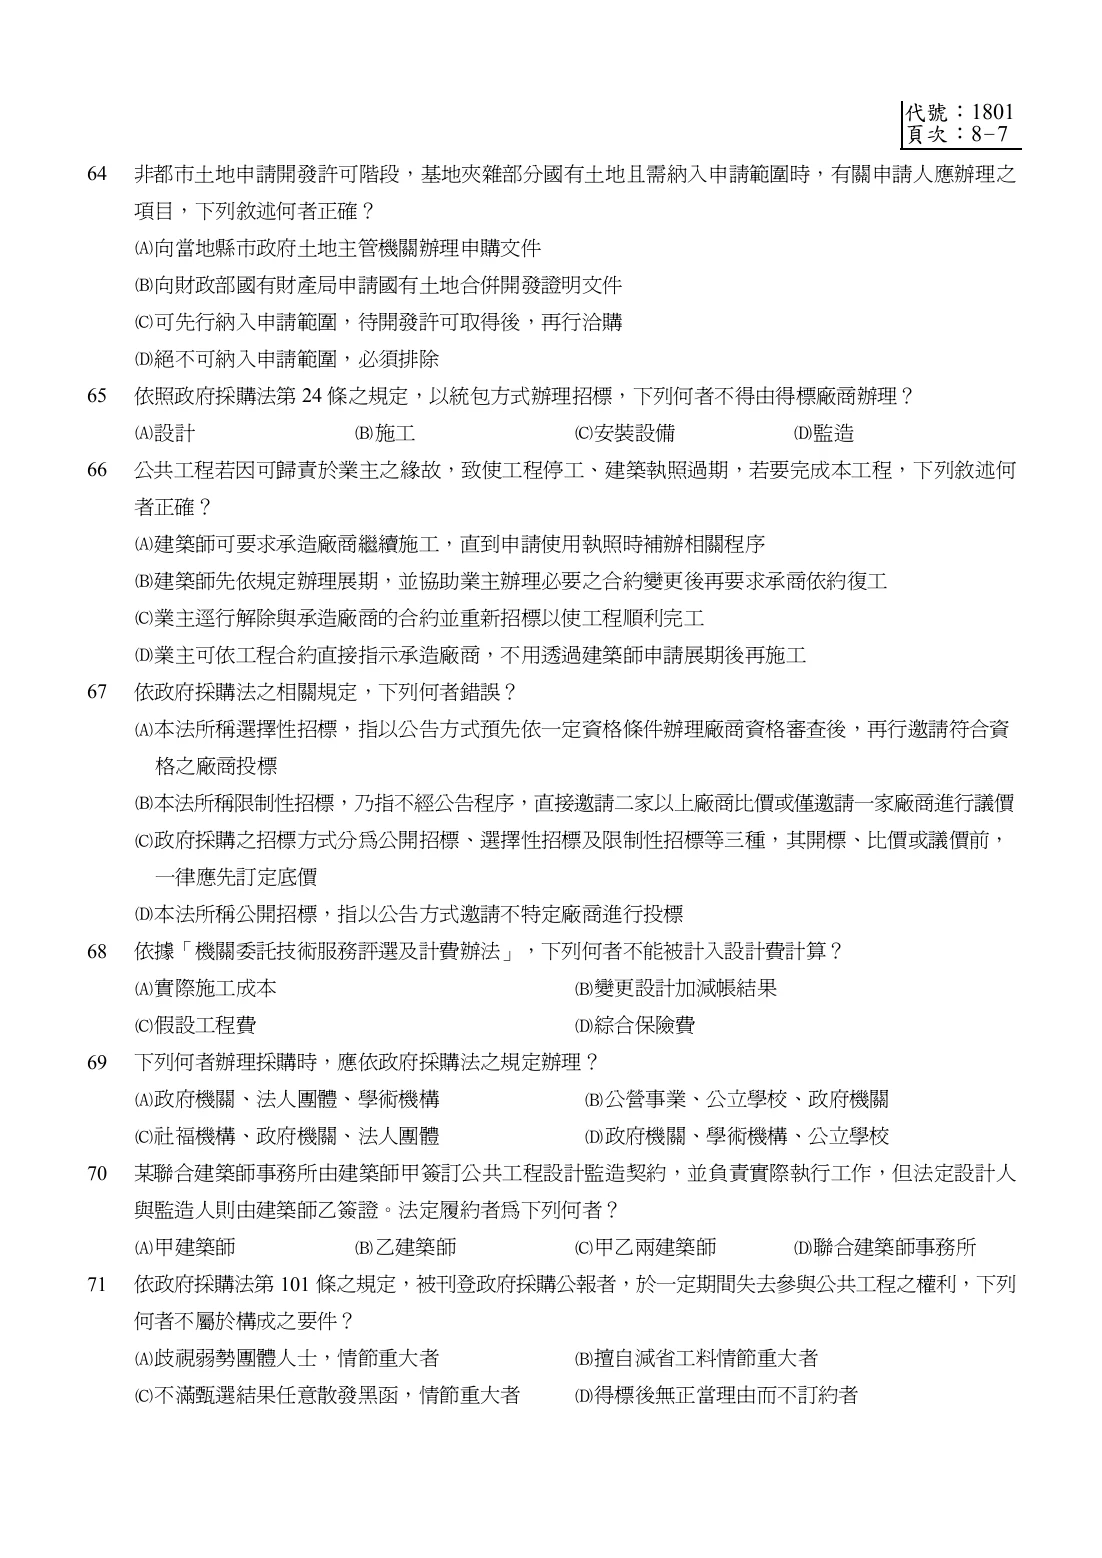 代號：1801
頁次：8－7
64 非都市土地申請開發許可階段，基地夾雜部分國有土地且需納入申請範圍時，有關申請人應辦理之
項目，下列敘述何者正確？
(A)向當地縣市政府土地主管機關辦理申購文件
(B)向財政部國有財產局申請國有土地合併開發證明文件
(C)可先行納入申請範圍，待開發許可取得後，再行洽購
(D)絕不可納入申請範圍，必須排除
65 依照政府採購法第 24 條之規定，以統包方式辦理招標，下列何者不得由得標廠商辦理？
(A)設計 (B)施工 (C)安裝設備 (D)監造
66 公共工程若因可歸責於業主之緣故，致使工程停工、建築執照過期，若要完成本工程，下列敘述何
者正確？
(A)建築師可要求承造廠商繼續施工，直到申請使用執照時補辦相關程序
(B)建築師先依規定辦理展期，並協助業主辦理必要之合約變更後再要求承商依約復工
(C)業主逕行解除與承造廠商的合約並重新招標以使工程順利完工
(D)業主可依工程合約直接指示承造廠商，不用透過建築師申請展期後再施工
67 依政府採購法之相關規定，下列何者錯誤？
(A)本法所稱選擇性招標，指以公告方式預先依一定資格條件辦理廠商資格審查後，再行邀請符合資
格之廠商投標
(B)本法所稱限制性招標，乃指不經公告程序，直接邀請二家以上廠商比價或僅邀請一家廠商進行議價
(C)政府採購之招標方式分為公開招標、選擇性招標及限制性招標等三種，其開標、比價或議價前，
一律應先訂定底價
(D)本法所稱公開招標，指以公告方式邀請不特定廠商進行投標
68 依據「機關委託技術服務評選及計費辦法」，下列何者不能被計入設計費計算？
(A)實際施工成本 (B)變更設計加減帳結果
(C)假設工程費 (D)綜合保險費
69 下列何者辦理採購時，應依政府採購法之規定辦理？
(A)政府機關、法人團體、學術機構 (B)公營事業、公立學校、政府機關
(C)社福機構、政府機關、法人團體 (D)政府機關、學術機構、公立學校
70 某聯合建築師事務所由建築師甲簽訂公共工程設計監造契約，並負責實際執行工作，但法定設計人
與監造人則由建築師乙簽證。法定履約者為下列何者？
(A)甲建築師 (B)乙建築師 (C)甲乙兩建築師 (D)聯合建築師事務所
71 依政府採購法第 101 條之規定，被刊登政府採購公報者，於一定期間失去參與公共工程之權利，下列
何者不屬於構成之要件？
(A)歧視弱勢團體人士，情節重大者 (B)擅自減省工料情節重大者
(C)不滿甄選結果任意散發黑函，情節重大者 (D)得標後無正當理由而不訂約者